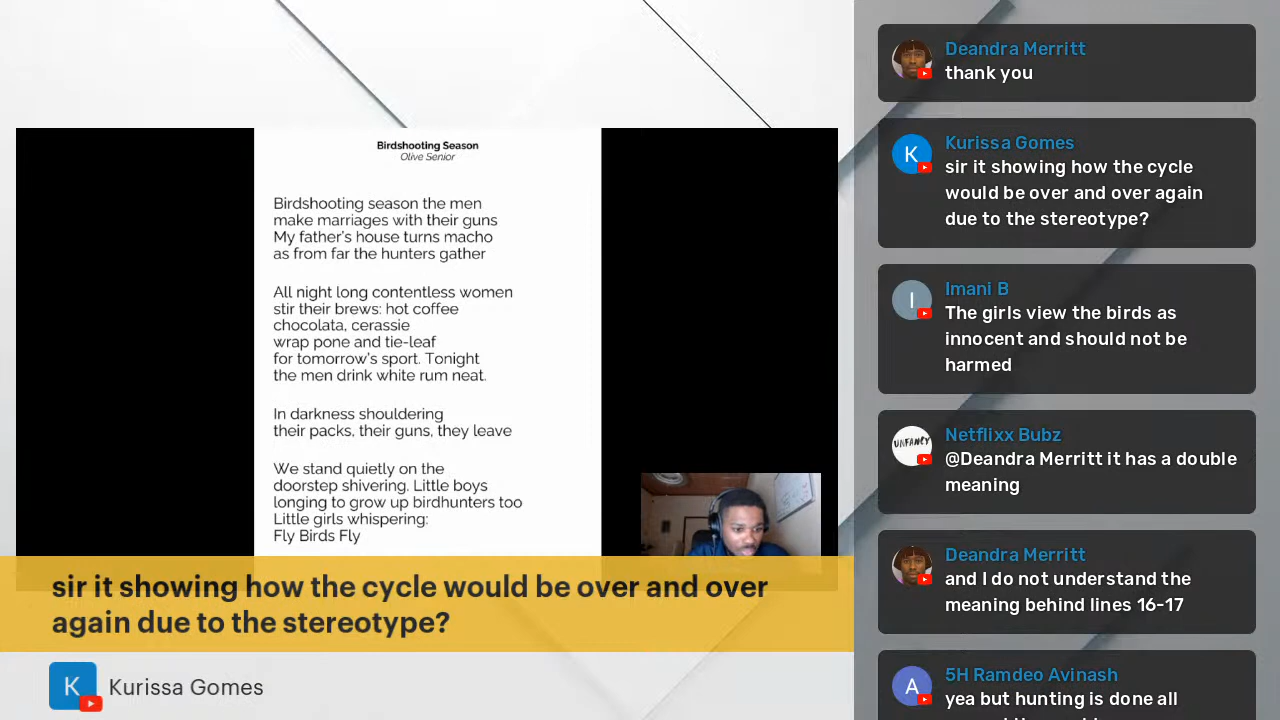 Birdshooting Season
Olive Senior
Birdshooting season the men
make marriages with their guns
My father's house turns macho
as from far the hunters gather
All night long contentless women
stir their brews: hot coffee
chocolata, cerassie
wrap pone and tie-leaf
for tomorrow's sport. Tonight
the men drink white rum neat.
In darkness shouldering
their packs, their guns, they leave
We stand quietly on the
doorstep shivering. Little boys
longing to grow up birdhunters too
Little girls whispering:
Fly Birds Fly
sir it showing how the cycle would be over and over
again due to the stereotype?
K
Kurissa Gomes
Deandra Merritt
thank you
K
Kurissa Gomes
sir it showing how the cycle
would be over and over again
due to the stereotype?
I
Imani B
The girls view the birds as
innocent and should not be
harmed
UNFANCY
Netflixx Bubz
@Deandra Merritt it has a double
meaning
Deandra Merritt
and I do not understand the
meaning behind lines 16-17
A
5H Ramdeo Avinash
yea but hunting is done all